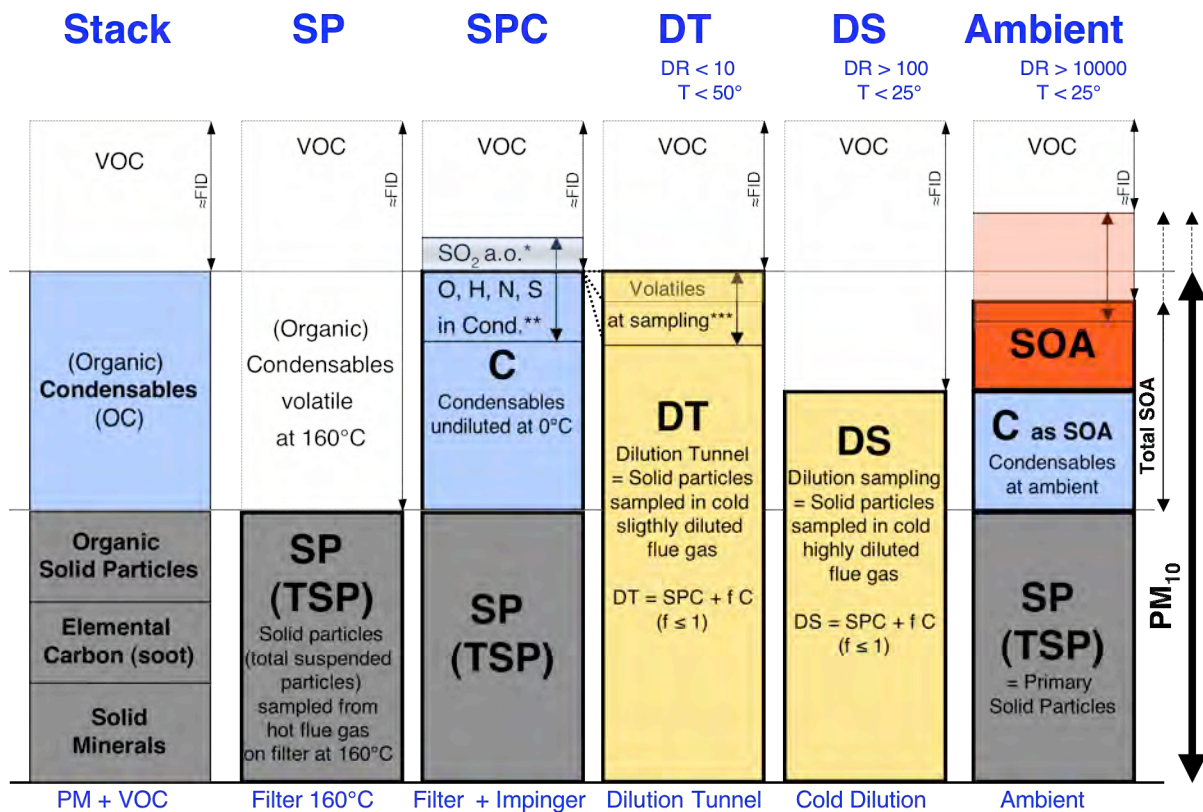 Stack
SP
SPC
DT
DS
Ambient
DR < 10
T < 50°
DR > 100
T < 25°
DR > 10000
T < 25°
VOC
≈FID
(Organic)
Condensables
(OC)
Organic
Solid Particles
Elemental
Carbon (soot)
Solid
Minerals
PM + VOC
VOC
≈FID
(Organic)
Condensables
volatile
at 160°C
SP
(TSP)
Solid particles
(total suspended
particles)
sampled from
hot flue gas
on filter at 160°C
Filter 160°C
VOC
≈FID
SO2 a.o.*
O, H, N, S
in Cond.**
C
Condensables
undiluted at 0°C
SP
(TSP)
Filter + Impinger
VOC
≈FID
Volatiles
at sampling***
DT
Dilution Tunnel
= Solid particles
sampled in cold
sligthly diluted
flue gas
DT = SPC + f C
(f ≤ 1)
Dilution Tunnel
VOC
≈FID
DS
Dilution sampling
= Solid particles
sampled in cold
highly diluted
flue gas
DS = SPC + f C
(f ≤ 1)
Cold Dilution
VOC
≈FID
SOA
C as SOA
Condensables
at ambient
SP
(TSP)
= Primary
Solid Particles
Ambient
Total SOA
PM10